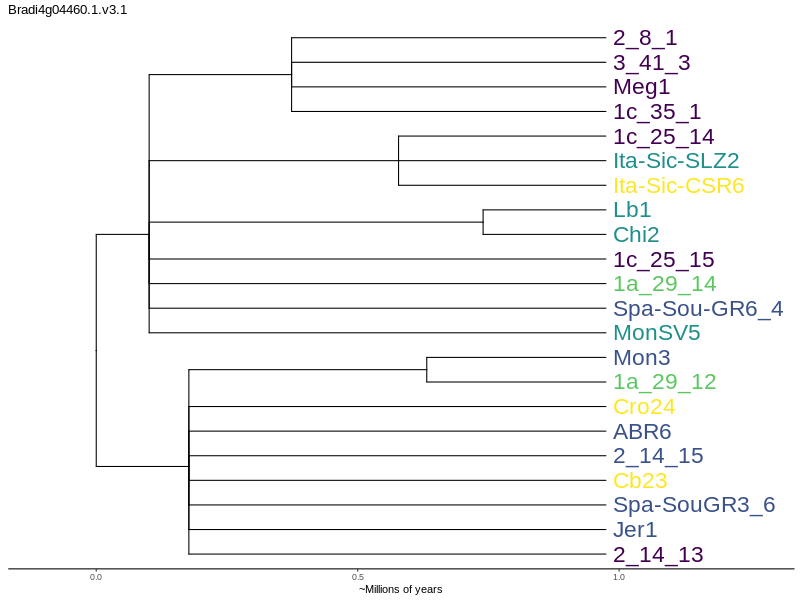 Bradi4g04460.1.v3.1
2_8_1
3_41_3
Meg1
1c_35_1
1c_25_14
Ita-Sic-SLZ2
Ita-Sic-CSR6
Lb1
Chi2
1c_25_15
1a_29_14
Spa-Sou-GR6_4
MonSV5
Mon3
1a_29_12
Cro24
ABR6
2_14_15
Cb23
Spa-SouGR3_6
Jer1
2_14_13
0.0 0.5 1.0
~Millions of years